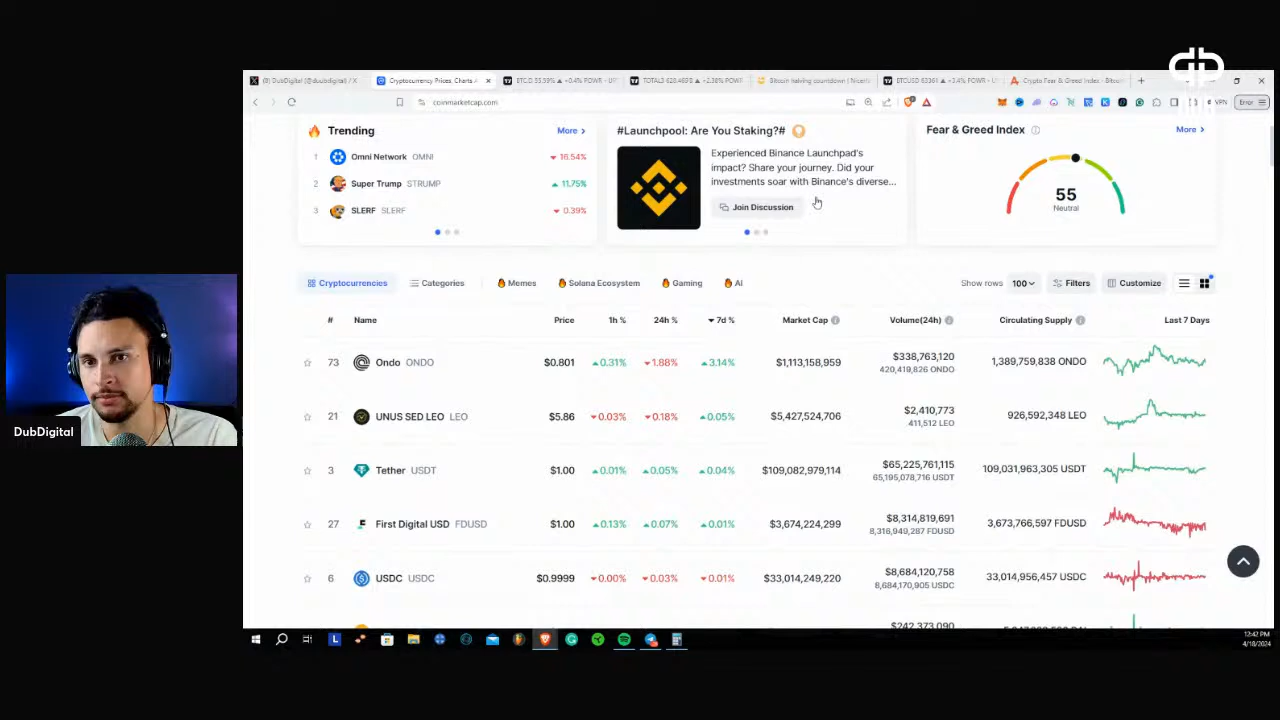 coinmarketcap.com
VPN
Error
Trending
More >
1 Omni Network OMNI 16.54%
2 Super Trump STRUMP 11.75%
3 SLERF SLERF 0.39%
#Launchpool: Are You Staking?#
Experienced Binance Launchpad's
impact? Share your journey. Did your
investments soar with Binance's diverse...
Join Discussion
Fear & Greed Index
More >
55
Neutral
Cryptocurrencies Categories Memes Solana Ecosystem Gaming AI Show rows 100 Filters Customize
# Name Price 1h % 24h % 7d % Market Cap Volume(24h) Circulating Supply Last 7 Days
73 Ondo ONDO $0.801 0.31% 1.88% 3.14% $1,113,158,959 $338,763,120 1,389,759,838 ONDO
420,419,826 ONDO
21 UNUS SED LEO LEO $5.86 0.03% 0.18% 0.05% $5,427,524,706 $2,410,773 926,592,348 LEO
411,512 LEO
3 Tether USDT $1.00 0.01% 0.05% 0.04% $109,082,979,114 $65,225,761,115 109,031,963,305 USDT
65,195,078,716 USDT
27 First Digital USD FDUSD $1.00 0.13% 0.07% 0.01% $3,674,224,299 $8,314,819,691 3,673,766,597 FDUSD
8,316,949,287 FDUSD
6 USDC USDC $0.9999 0.00% 0.03% 0.01% $33,014,249,220 $8,684,120,758 33,014,956,457 USDC
8,684,170,905 USDC
$242,373,090
DubDigital
12:42 PM
4/18/2024